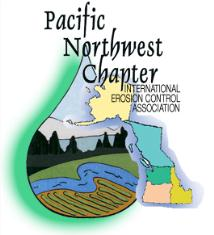 Pacific
Northwest
Chapter
INTERNATIONAL
EROSION CONTROL
ASSOCIATION